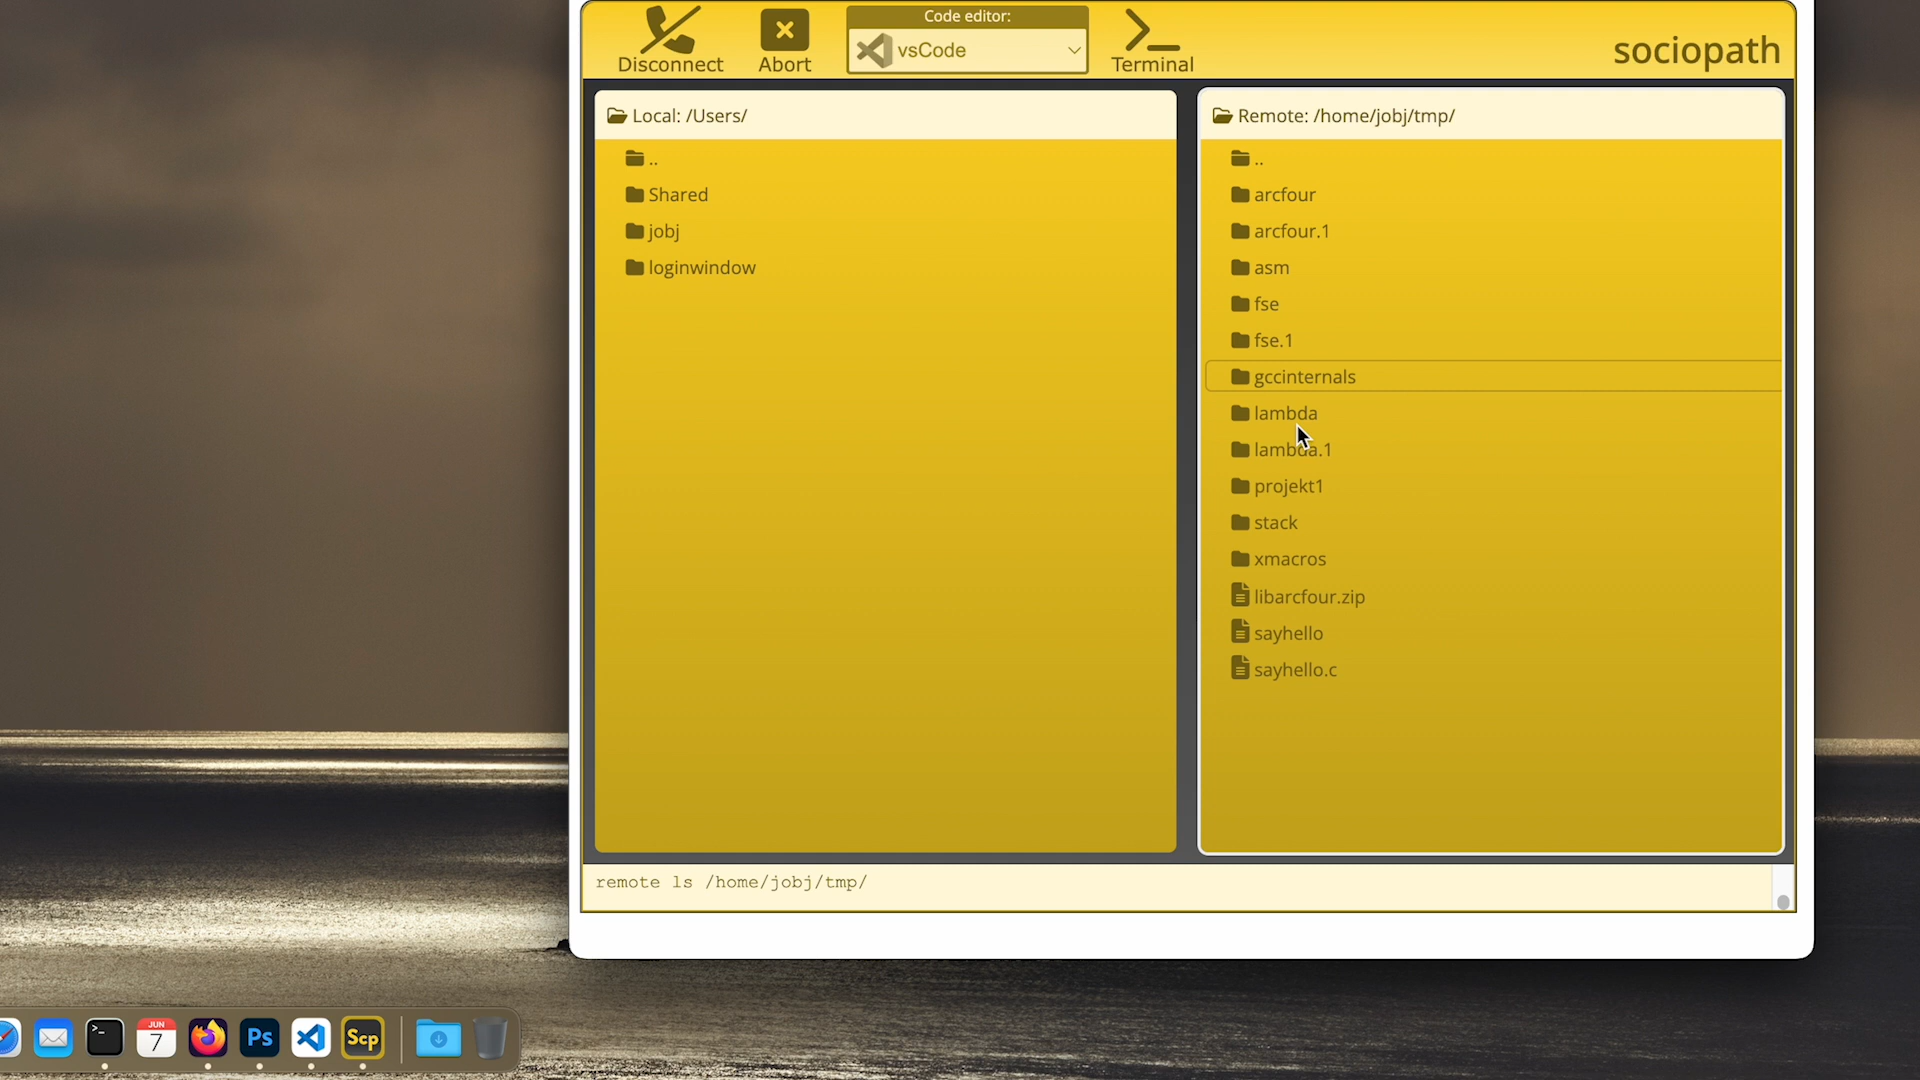 Code editor:
vsCode
Disconnect
Abort
Terminal
sociopath
Local: /Users/
..
Shared
jobj
loginwindow
Remote: /home/jobj/tmp/
..
arcfour
arcfour.1
asm
fse
fse.1
gccinternals
lambda
lambda.1
projekt1
stack
xmacros
libarcfour.zip
sayhello
sayhello.c
remote ls /home/jobj/tmp/
JUN
7
Ps
Scp